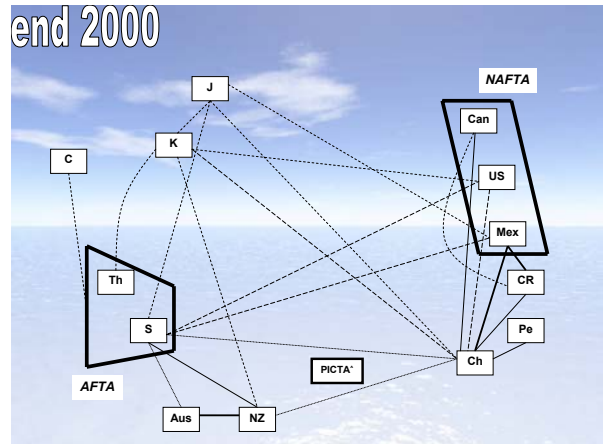 end 2000
J
NAFTA
Can
K
C
US
Mex
Th
CR
S
Pe
Ch
PICTA*
AFTA
Aus
NZ